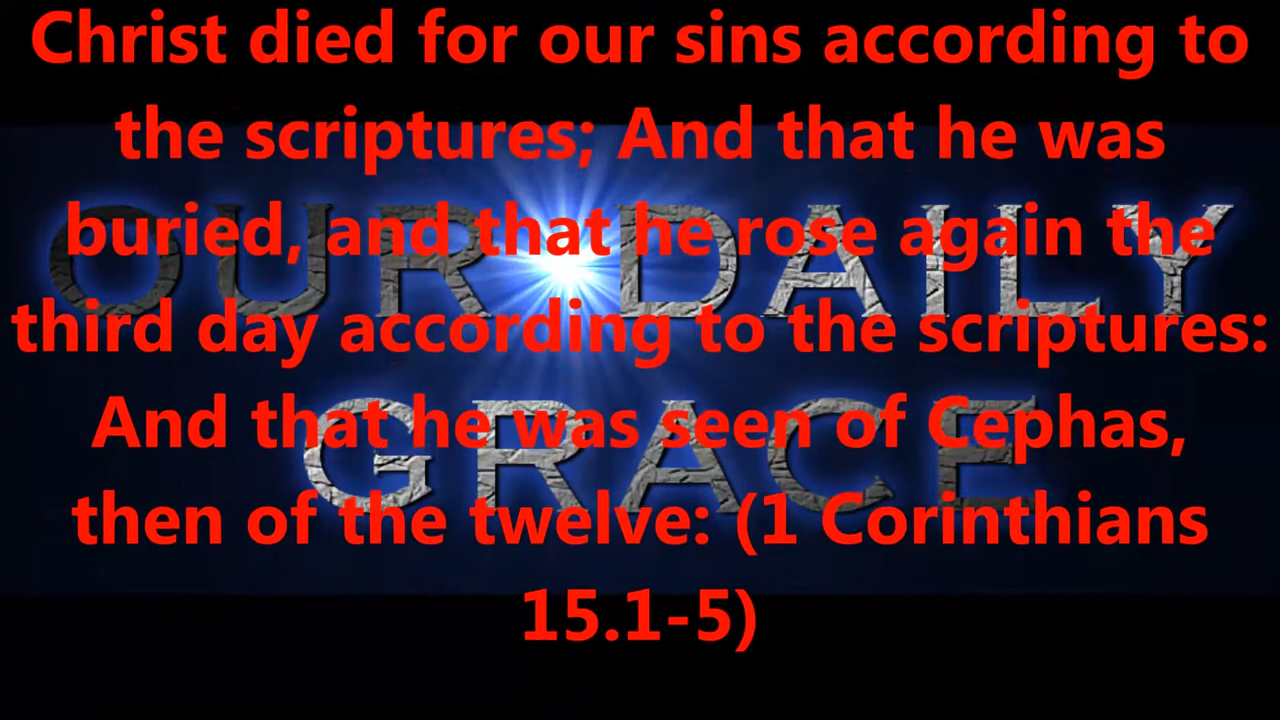 Christ died for our sins according to
the scriptures; And that he was
buried, and that he rose again the
third day according to the scriptures:
And that he was seen of Cephas,
then of the twelve: (1 Corinthians
15.1-5)
OUR DAILY
GRACE